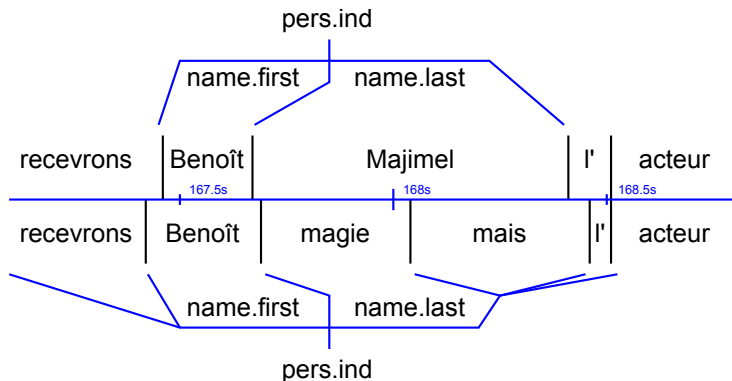 pers.ind
name.first name.last
recevrons Benoît Majimel l' acteur
167.5s 168s 168.5s
recevrons Benoît magie mais l' acteur
name.first name.last
pers.ind